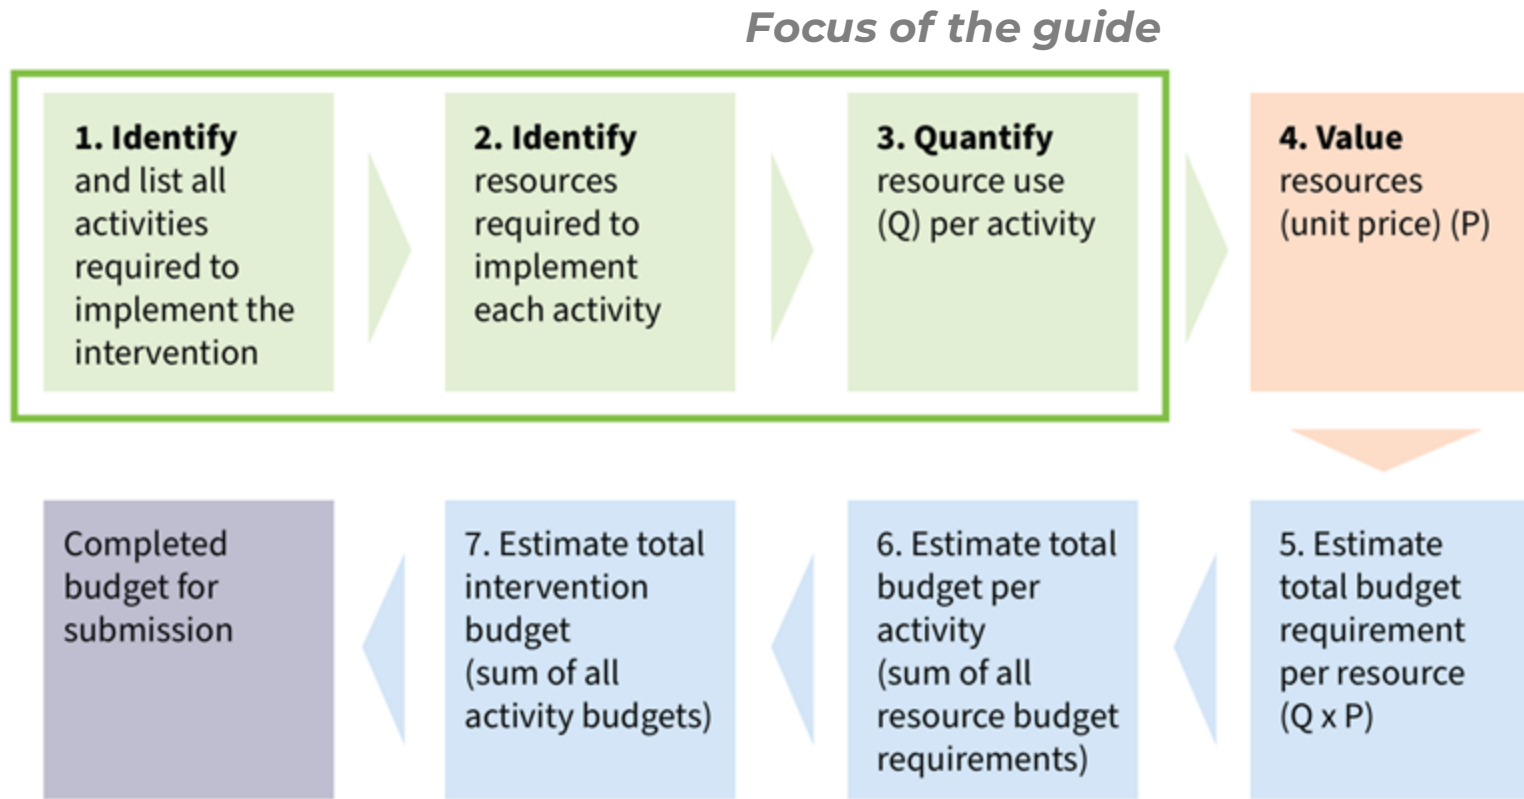 Focus of the guide
1. Identify
and list all
activities
required to
implement the
intervention
2. Identify
resources
required to
implement
each activity
3. Quantify
resource use
(Q) per activity
4. Value
resources
(unit price) (P)
5. Estimate
total budget
requirement
per resource
(Q x P)
6. Estimate total
budget per
activity
(sum of all
resource budget
requirements)
7. Estimate total
intervention
budget
(sum of all
activity budgets)
Completed
budget for
submission